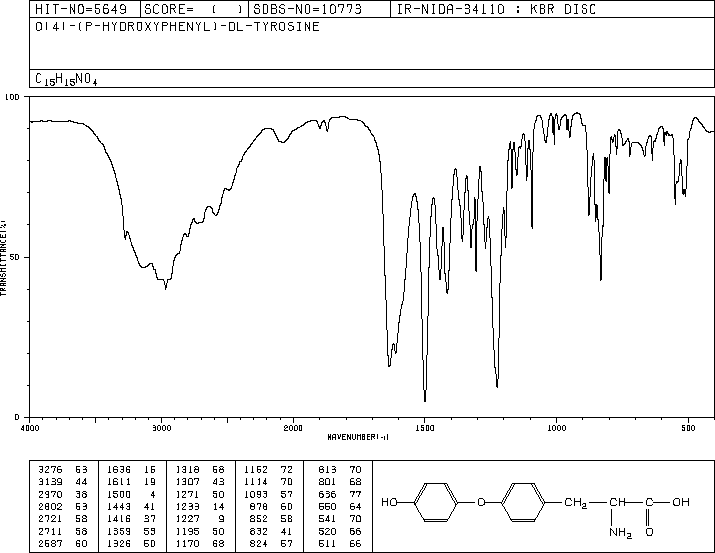 HIT-NO=5649 SCORE= ( ) SDBS-NO=10773 IR-NIDA-34110 : KBR DISC
O(4)-(P-HYDROXYPHENYL)-DL-TYROSINE
C15H15NO4
100
50
0
TRANSMITTANCE(%)
4000 3000 2000 1500 1000 500
WAVENUMBER(-1)
3276 53 1636 15 1318 58 1152 72 813 70
3139 44 1611 19 1307 43 1114 70 801 68
2970 38 1500 4 1271 50 1093 57 636 77
2802 53 1443 41 1233 14 878 60 550 64
2721 58 1416 37 1227 9 852 58 541 70
2711 58 1359 53 1195 50 832 41 520 66
2587 60 1326 50 1170 68 824 57 511 66
HO O CH2 CH C OH
NH2 O